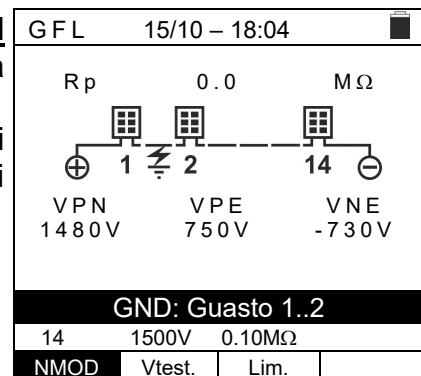 GFL 15/10 – 18:04
Rp 0.0 MΩ
1 2 14
VPN VPE VNE
1480V 750V -730V
GND: Guasto 1..2
14 1500V 0.10MΩ
NMOD Vtest. Lim.